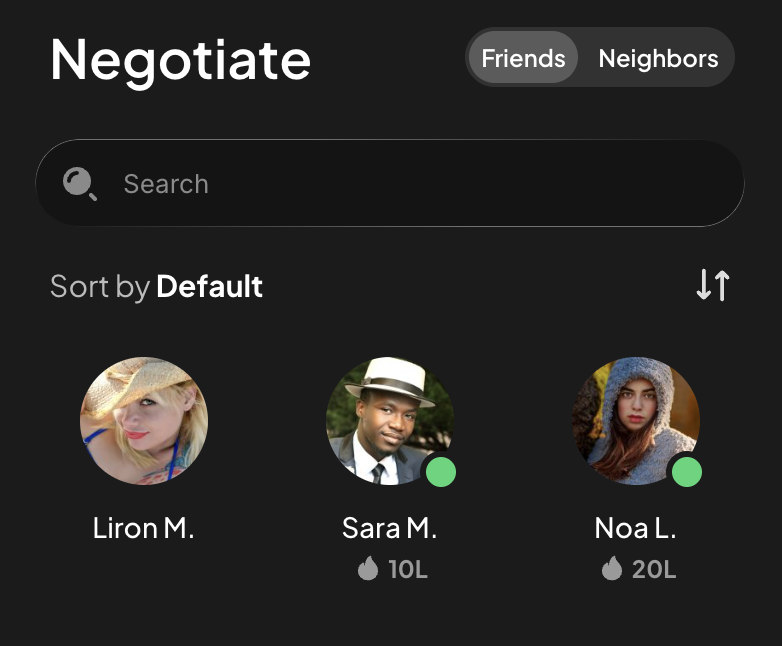 Negotiate
Friends Neighbors
Search
Sort by Default
Liron M. Sara M. Noa L.
10L 20L